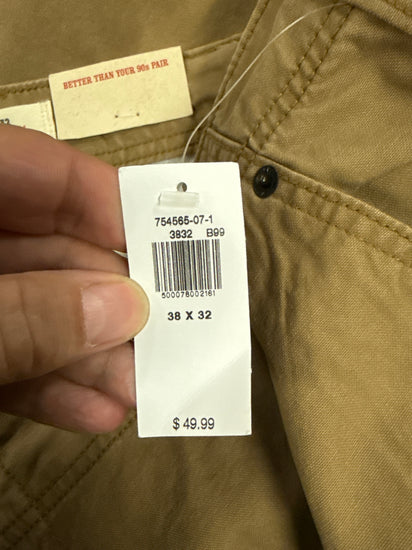 BETTER THAN YOUR 90s PAIR
754565-07-1
3832 B99
500078002161
38 X 32
$ 49.99